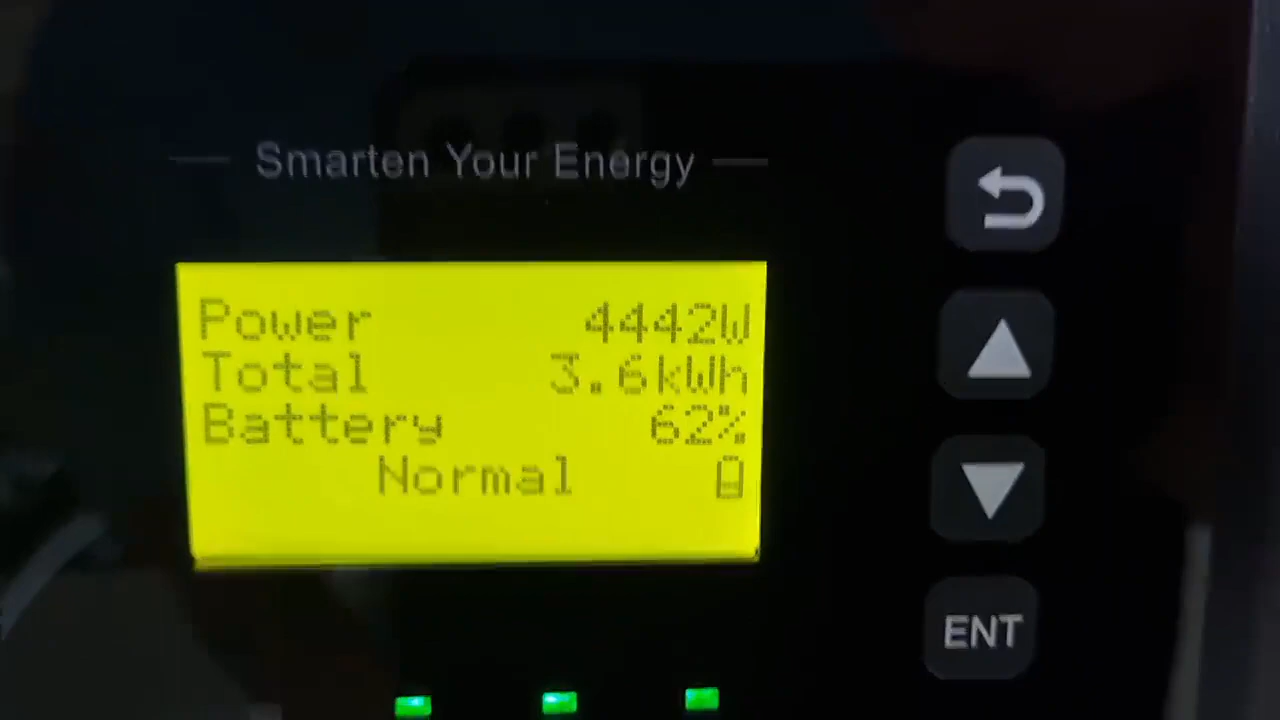 Smarten Your Energy
Power 4442W
Total 3.6kWh
Battery 62%
Normal
ENT